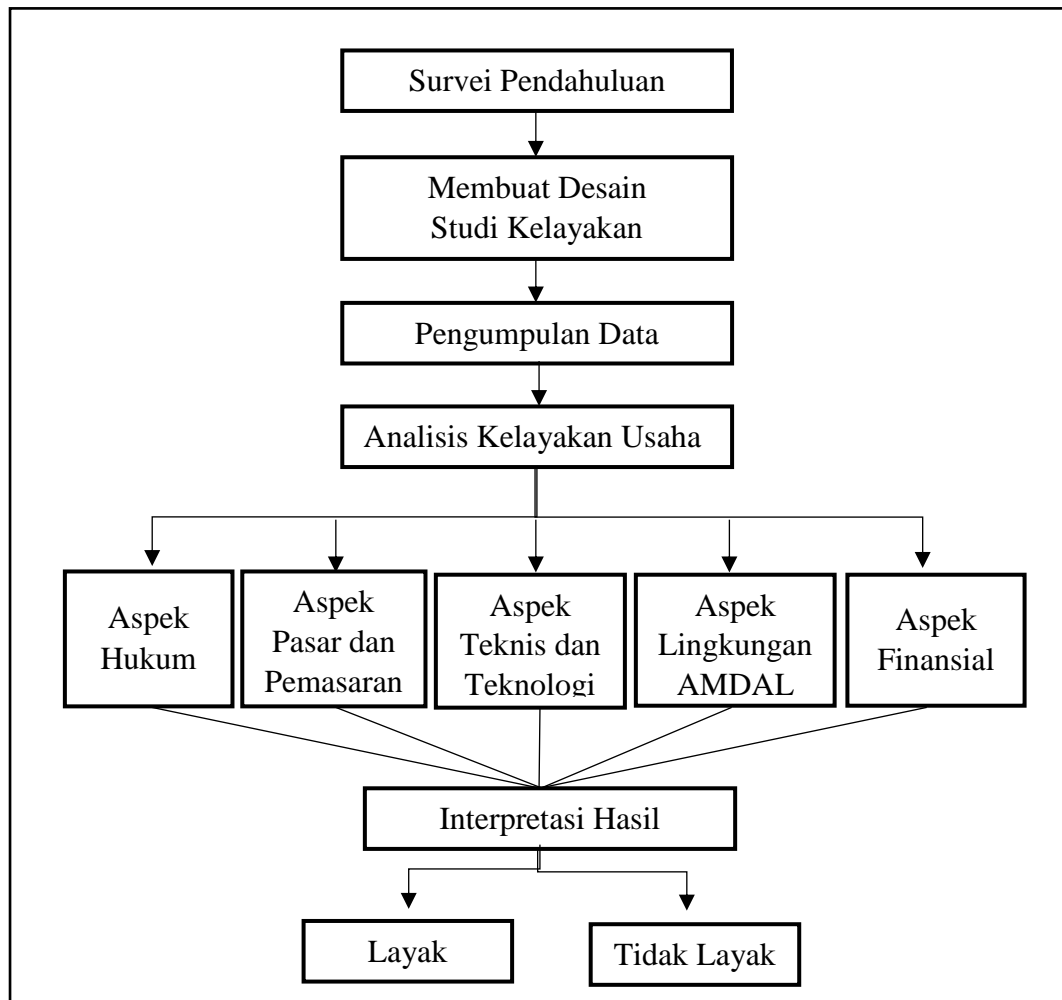 Survei Pendahuluan
Membuat Desain
Studi Kelayakan
Pengumpulan Data
Analisis Kelayakan Usaha
Aspek
Hukum
Aspek
Pasar dan
Pemasaran
Aspek
Teknis dan
Teknologi
Aspek
Lingkungan
AMDAL
Aspek
Finansial
Interpretasi Hasil
Layak
Tidak Layak